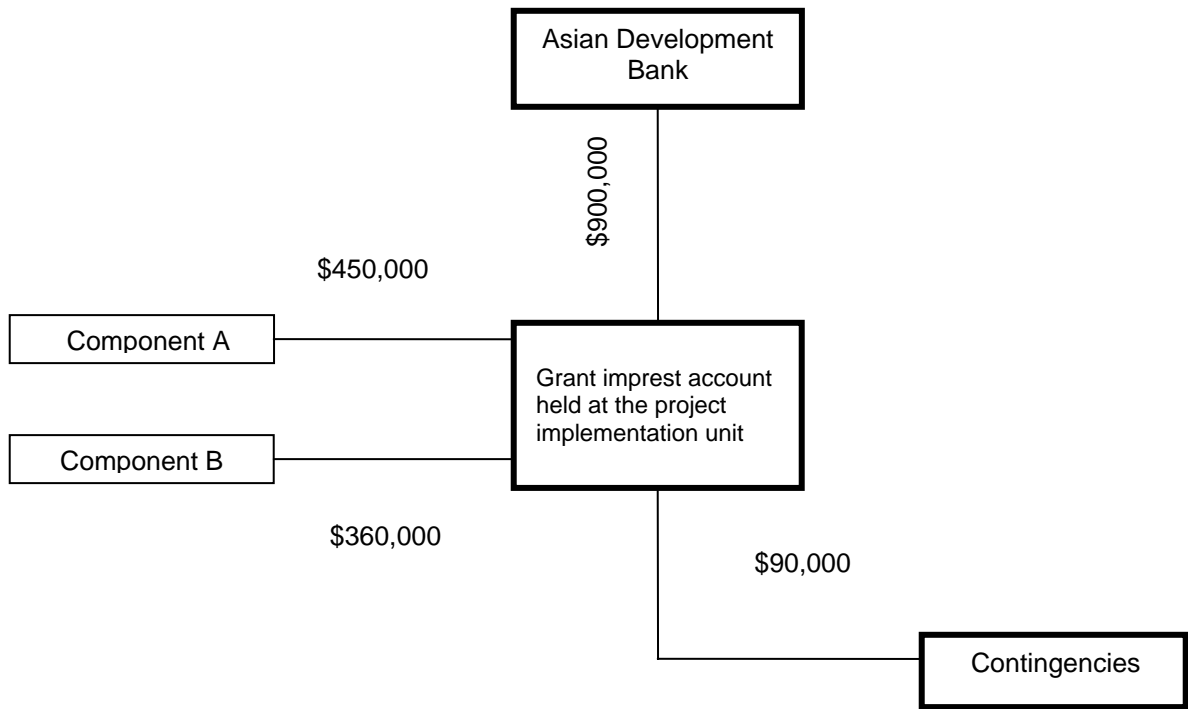 Asian Development
Bank
$900,000
$450,000
Component A
Grant imprest account
held at the project
implementation unit
Component B
$360,000
$90,000
Contingencies